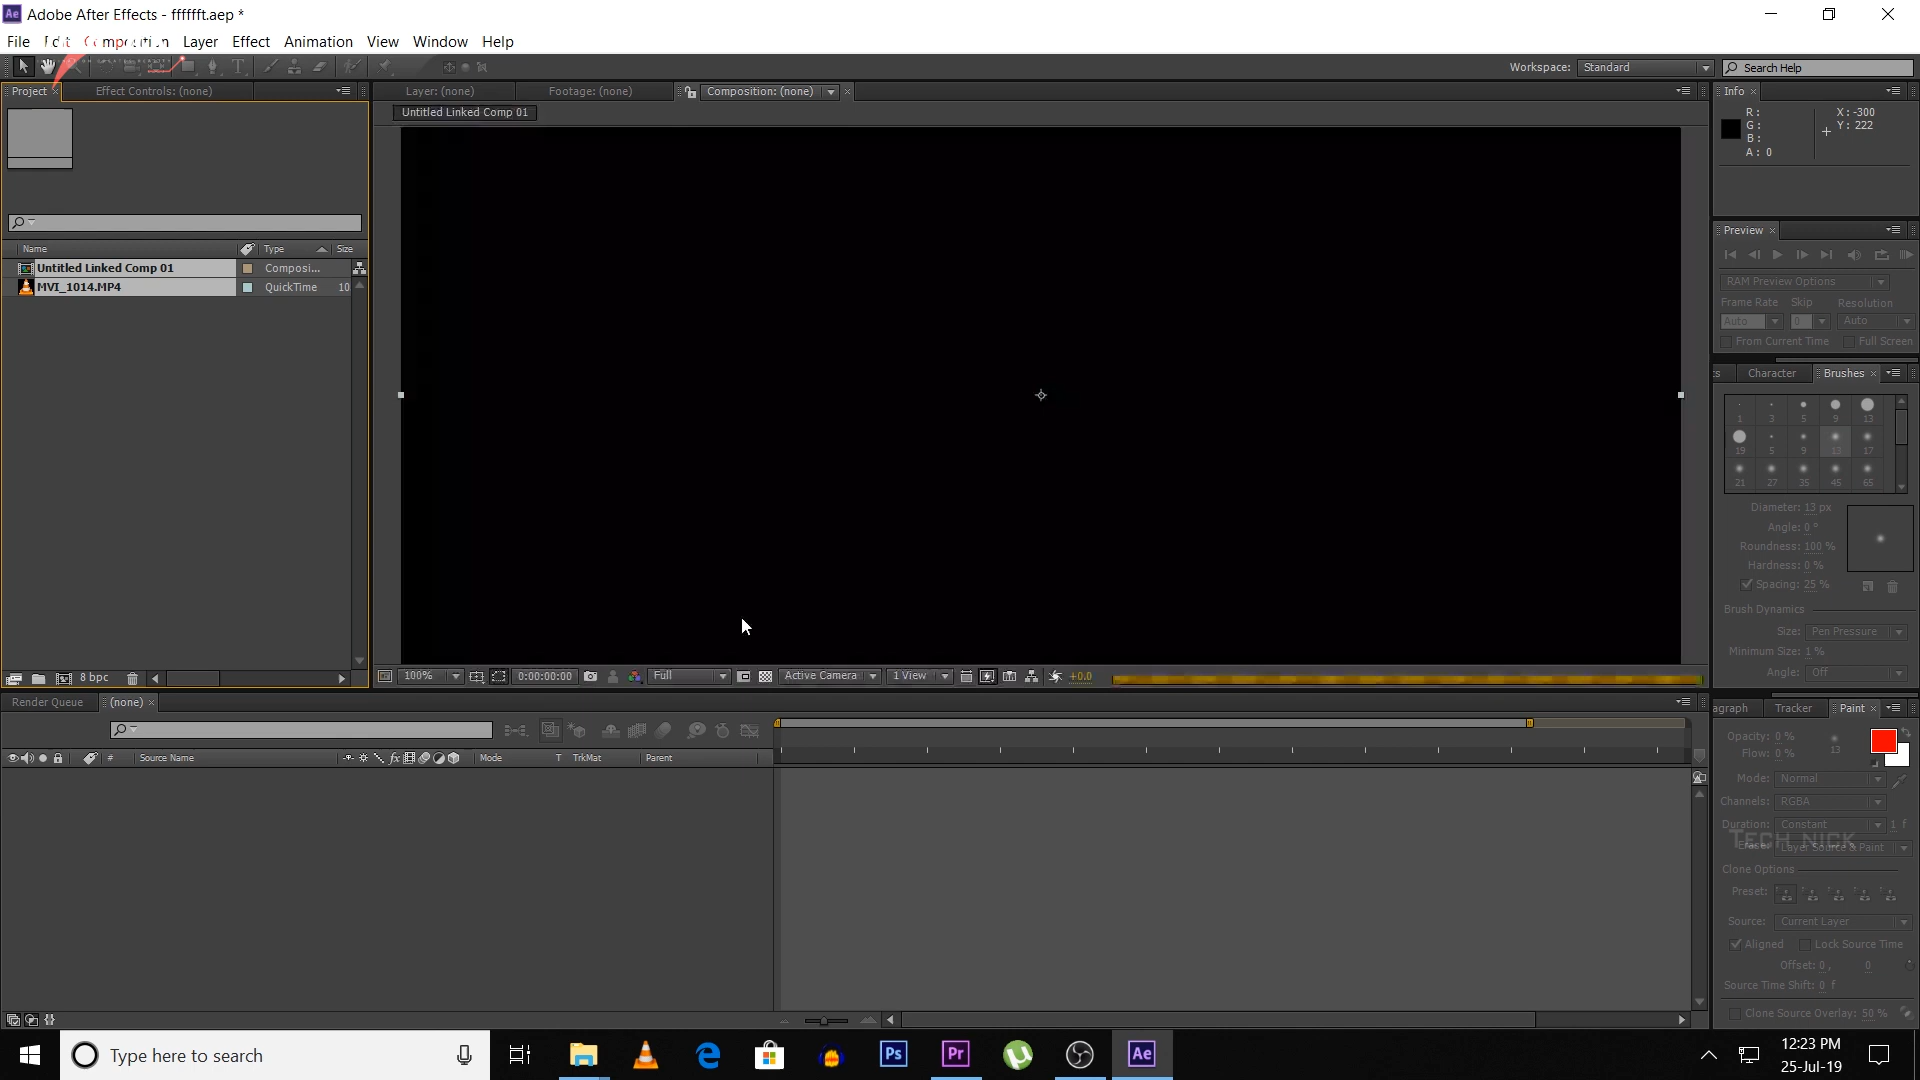 Adobe After Effects - fffffft.aep *
File Edit Composition Layer Effect Animation View Window Help
Workspace: Standard Search Help
Project Effect Controls: (none) Layer: (none) Footage: (none) Composition: (none) Info
Untitled Linked Comp 01
R:
G:
B:
A: 0
X: -300
Y: 222
Preview
RAM Preview Options
Frame Rate Skip Resolution
Auto 0 Auto
From Current Time Full Screen
Name Type Size
Untitled Linked Comp 01 Composi...
MVI_1014.MP4 QuickTime 10
cs Character Brushes
1 3 5 9 13
19 5 9 13 17
21 27 35 45 65
Diameter: 13 px
Angle: 0 °
Roundness: 100 %
Hardness: 0 %
Spacing: 25 %
Brush Dynamics
Size: Pen Pressure
Minimum Size: 1 %
Angle: Off
8 bpc
100% 0:00:00:00 Full Active Camera 1 View +0.0
Render Queue (none)
# Source Name fx Mode T TrkMat Parent
agraph Tracker Paint
Opacity: 0 %
Flow: 0 %
13
Mode: Normal
Channels: RGBA
Duration: Constant 1 f
TECH NICK
Erase: Layer Source & Paint
Clone Options
Preset:
Source: Current Layer
Aligned Lock Source Time
Offset: 0 , 0
Source Time Shift: 0 f
Clone Source Overlay: 50 %
Type here to search
Ps Pr Ae
12:23 PM
25-Jul-19